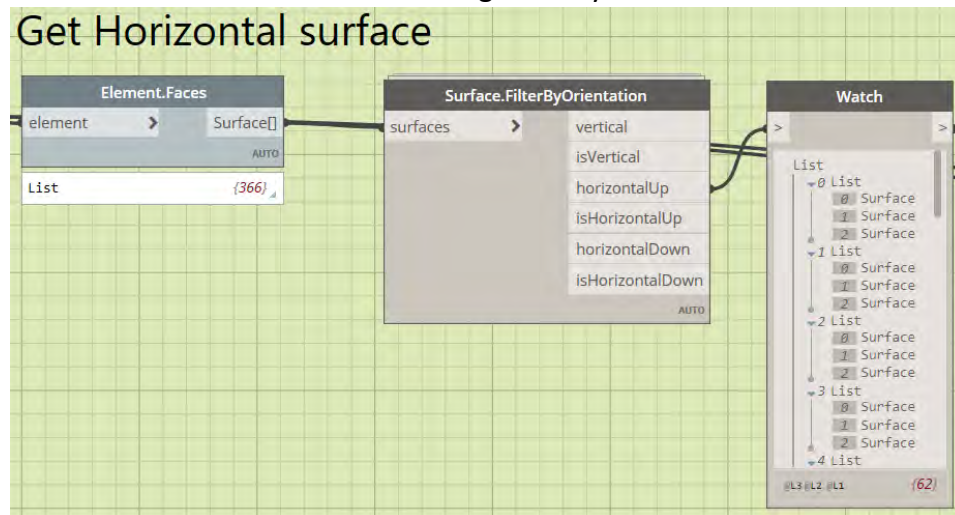 Get Horizontal surface
Element.Faces
element > Surface[]
AUTO
List {366}
Surface.FilterByOrientation
surfaces > vertical
isVertical
horizontalUp
isHorizontalUp
horizontalDown
isHorizontalDown
AUTO
Watch
> >
List
0 List
0 Surface
1 Surface
2 Surface
1 List
0 Surface
1 Surface
2 Surface
2 List
0 Surface
1 Surface
2 Surface
3 List
0 Surface
1 Surface
2 Surface
4 List
@L3 @L2 @L1 {62}